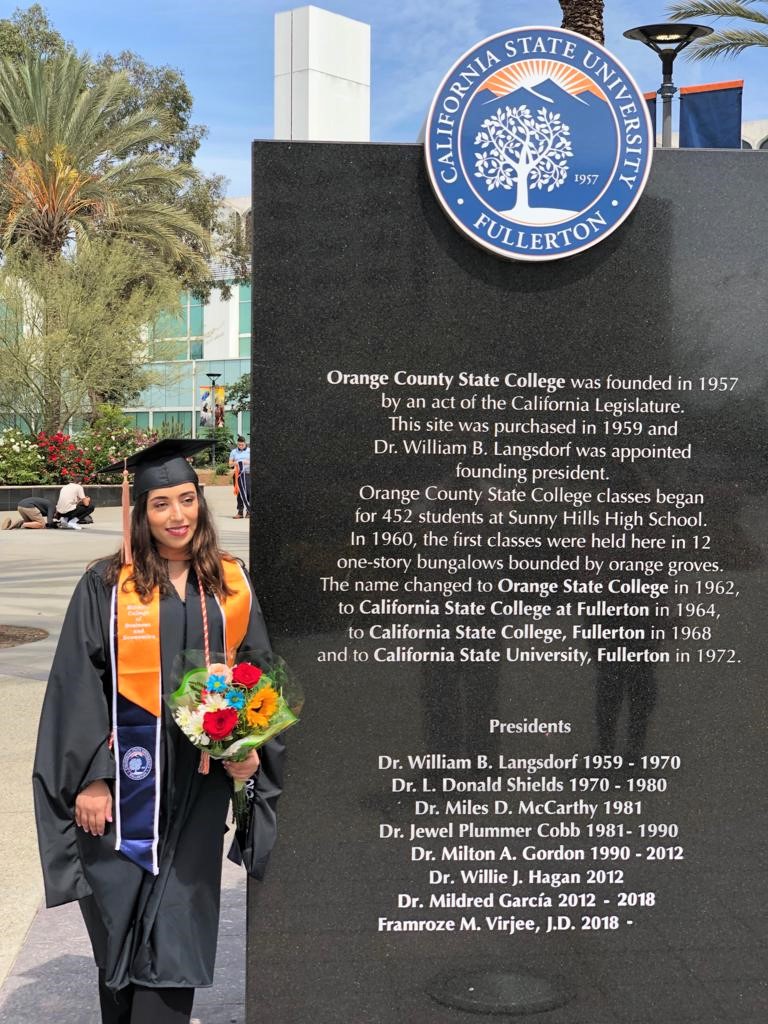 CALIFORNIA STATE UNIVERSITY
1957
FULLERTON
Orange County State College was founded in 1957
by an act of the California Legislature.
This site was purchased in 1959 and
Dr. William B. Langsdorf was appointed
founding president.
Orange County State College classes began
for 452 students at Sunny Hills High School.
In 1960, the first classes were held here in 12
one-story bungalows bounded by orange groves.
The name changed to Orange State College in 1962,
to California State College at Fullerton in 1964,
to California State College, Fullerton in 1968
and to California State University, Fullerton in 1972.
Presidents
Dr. William B. Langsdorf 1959 - 1970
Dr. L. Donald Shields 1970 - 1980
Dr. Miles D. McCarthy 1981
Dr. Jewel Plummer Cobb 1981- 1990
Dr. Milton A. Gordon 1990 - 2012
Dr. Willie J. Hagan 2012
Dr. Mildred García 2012 - 2018
Framroze M. Virjee, J.D. 2018 -
College
of
Business
and
Economics